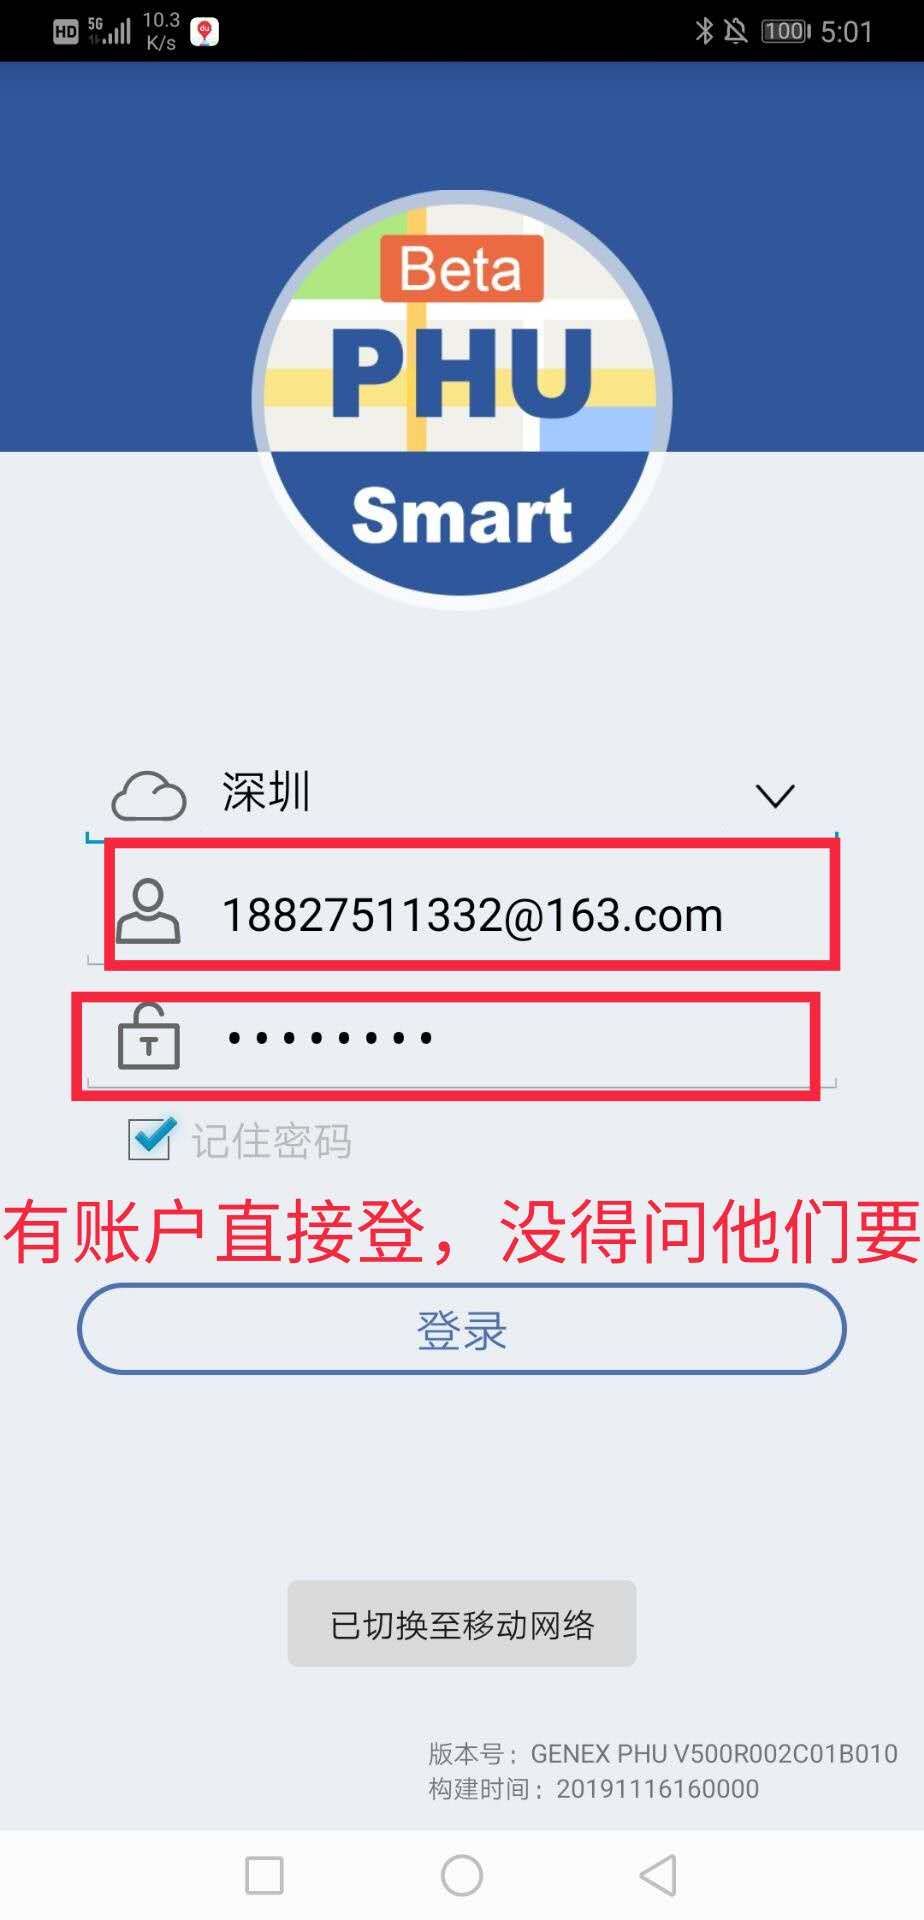 HD 5G 10.3 K/s du 100 5:01
Beta
PHU
Smart
深圳
18827511332@163.com
••••••••
记住密码
有账户直接登，没得问他们要
登录
已切换至移动网络
版本号：GENEX PHU V500R002C01B010
构建时间：20191116160000